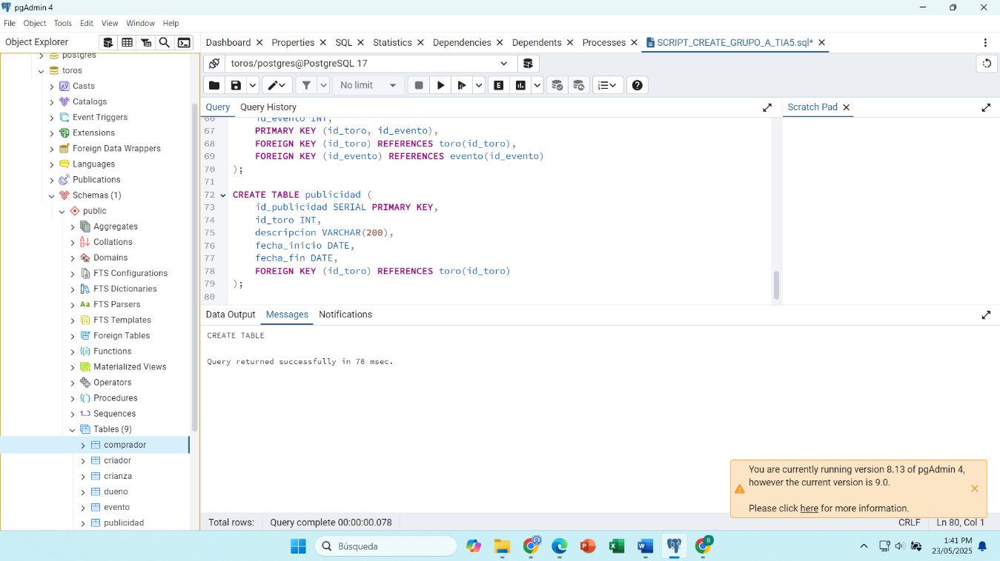 pgAdmin 4
File Object Tools Edit View Window Help
Object Explorer
Dashboard Properties SQL Statistics Dependencies Dependents Processes SCRIPT_CREATE_GRUPO_A_TIA5.sql*
postgres
toros
Casts
Catalogs
Event Triggers
Extensions
Foreign Data Wrappers
Languages
Publications
Schemas (1)
public
Aggregates
Collations
Domains
FTS Configurations
FTS Dictionaries
Aa FTS Parsers
FTS Templates
Foreign Tables
Functions
Materialized Views
Operators
Procedures
1..3 Sequences
Tables (9)
comprador
criador
crianza
dueno
evento
publicidad
toros/postgres@PostgreSQL 17
No limit
E
Query Query History
Scratch Pad
66 id_evento INT,
67 PRIMARY KEY (id_toro, id_evento),
68 FOREIGN KEY (id_toro) REFERENCES toro(id_toro),
69 FOREIGN KEY (id_evento) REFERENCES evento(id_evento)
70 );
71
72 CREATE TABLE publicidad (
73 id_publicidad SERIAL PRIMARY KEY,
74 id_toro INT,
75 descripcion VARCHAR(200),
76 fecha_inicio DATE,
77 fecha_fin DATE,
78 FOREIGN KEY (id_toro) REFERENCES toro(id_toro)
79 );
80
Data Output Messages Notifications
CREATE TABLE
Query returned successfully in 78 msec.
You are currently running version 8.13 of pgAdmin 4,
however the current version is 9.0.
Please click here for more information.
Total rows: Query complete 00:00:00.078 CRLF Ln 80, Col 1
Búsqueda
1:41 PM
23/05/2025